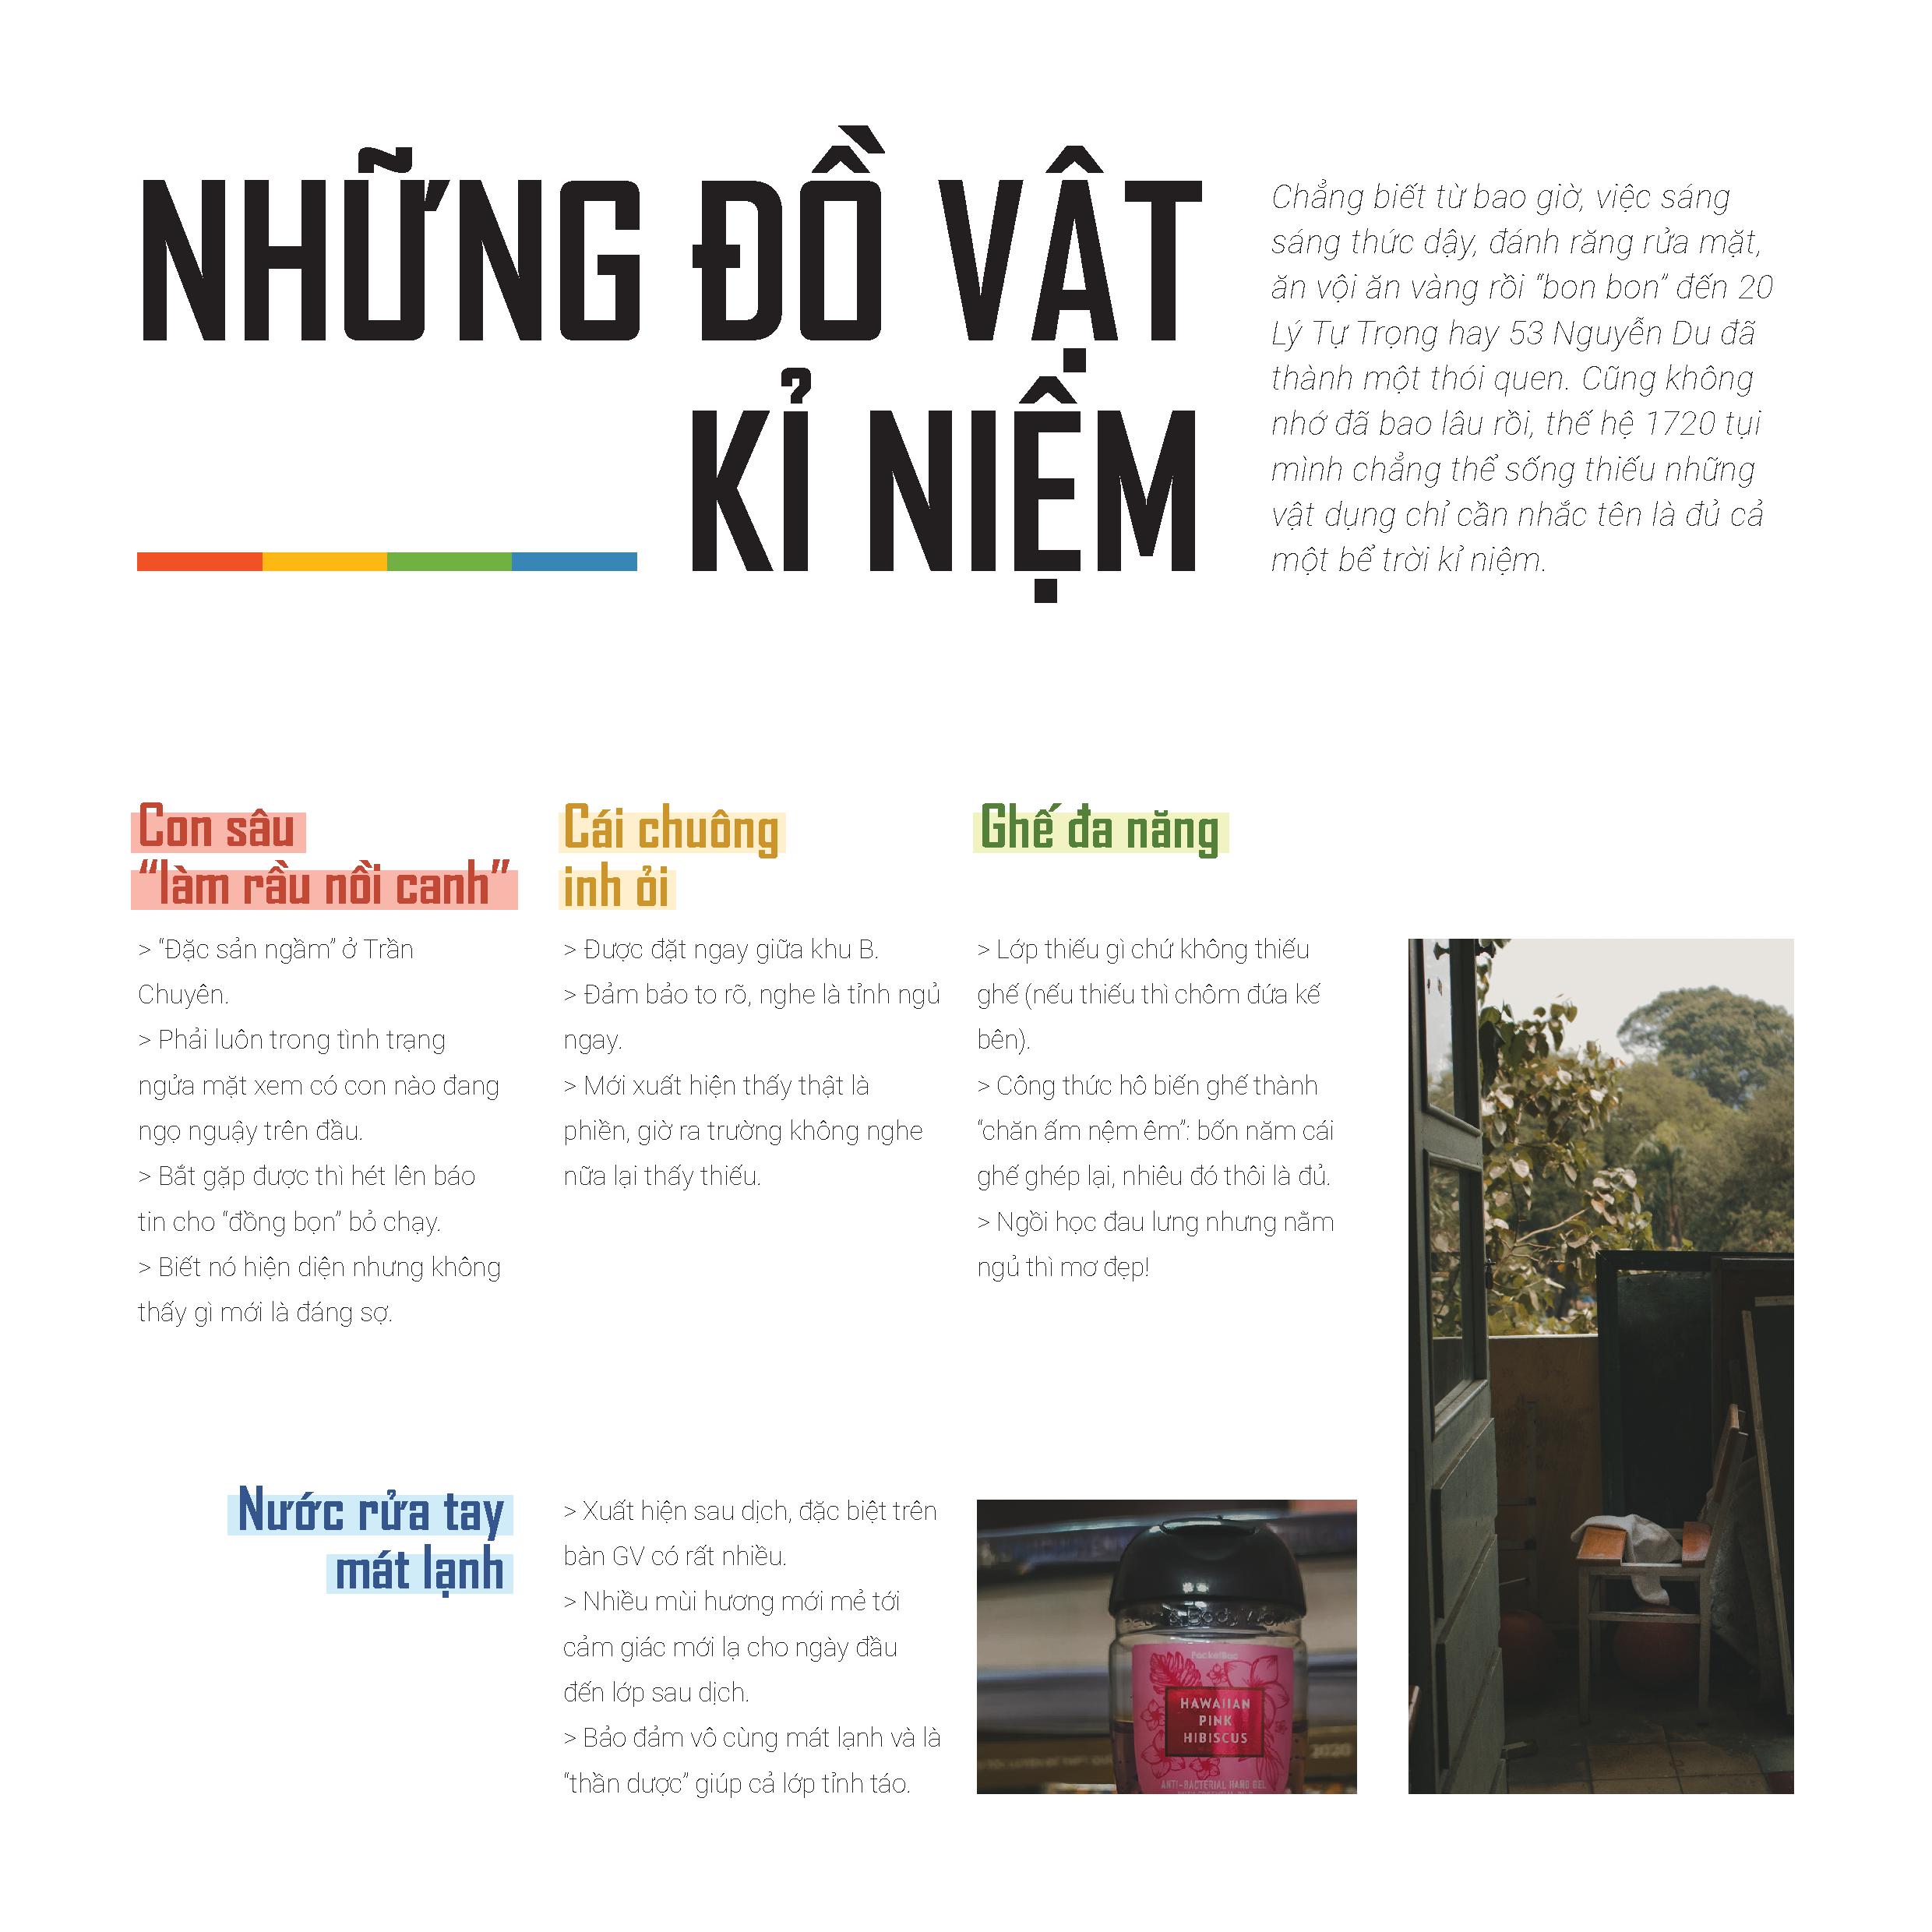 NHỮNG ĐỒ VẬT
KỈ NIỆM
Chẳng biết từ bao giờ, việc sáng
sáng thức dậy, đánh răng rửa mặt,
ăn vội ăn vàng rồi “bon bon” đến 20
Lý Tự Trọng hay 53 Nguyễn Du đã
thành một thói quen. Cũng không
nhớ đã bao lâu rồi, thế hệ 1720 tụi
mình chẳng thể sống thiếu những
vật dụng chỉ cần nhắc tên là đủ cả
một bể trời kỉ niệm.
Con sâu
“làm rầu nồi canh”
> “Đặc sản ngầm” ở Trần
Chuyên.
> Phải luôn trong tình trạng
ngửa mặt xem có con nào đang
ngọ nguậy trên đầu.
> Bắt gặp được thì hét lên báo
tin cho “đồng bọn” bỏ chạy.
> Biết nó hiện diện nhưng không
thấy gì mới là đáng sợ.
Cái chuông
inh ỏi
> Được đặt ngay giữa khu B.
> Đảm bảo to rõ, nghe là tỉnh ngủ
ngay.
> Mới xuất hiện thấy thật là
phiền, giờ ra trường không nghe
nữa lại thấy thiếu.
Ghế đa năng
> Lớp thiếu gì chứ không thiếu
ghế (nếu thiếu thì chôm đứa kế
bên).
> Công thức hô biến ghế thành
“chăn ấm nệm êm”: bốn năm cái
ghế ghép lại, nhiêu đó thôi là đủ.
> Ngồi học đau lưng nhưng nằm
ngủ thì mơ đẹp!
Nước rửa tay
mát lạnh
> Xuất hiện sau dịch, đặc biệt trên
bàn GV có rất nhiều.
> Nhiều mùi hương mới mẻ tới
cảm giác mới lạ cho ngày đầu
đến lớp sau dịch.
> Bảo đảm vô cùng mát lạnh và là
“thần dược” giúp cả lớp tỉnh táo.
PocketBac
HAWAIIAN
PINK
HIBISCUS
ANTI-BACTERIAL HAND GEL
2020